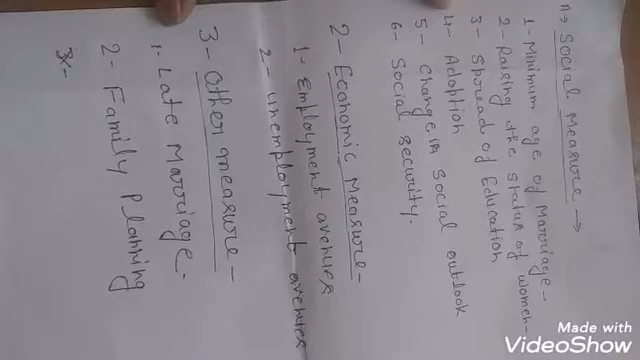 n> Social Measure →
1- Minimum age of Marriage-
2- Raising the status of women-
3- Spread of Education
4- Adoption
5- Change in Social outlook
6- Social security.
2- Economic Measure-
1- Employment avenues
2- unemployment avenues
3- Other measure-
1. Late Marriage.
2- Family Planning
3-
Made with
VideoShow